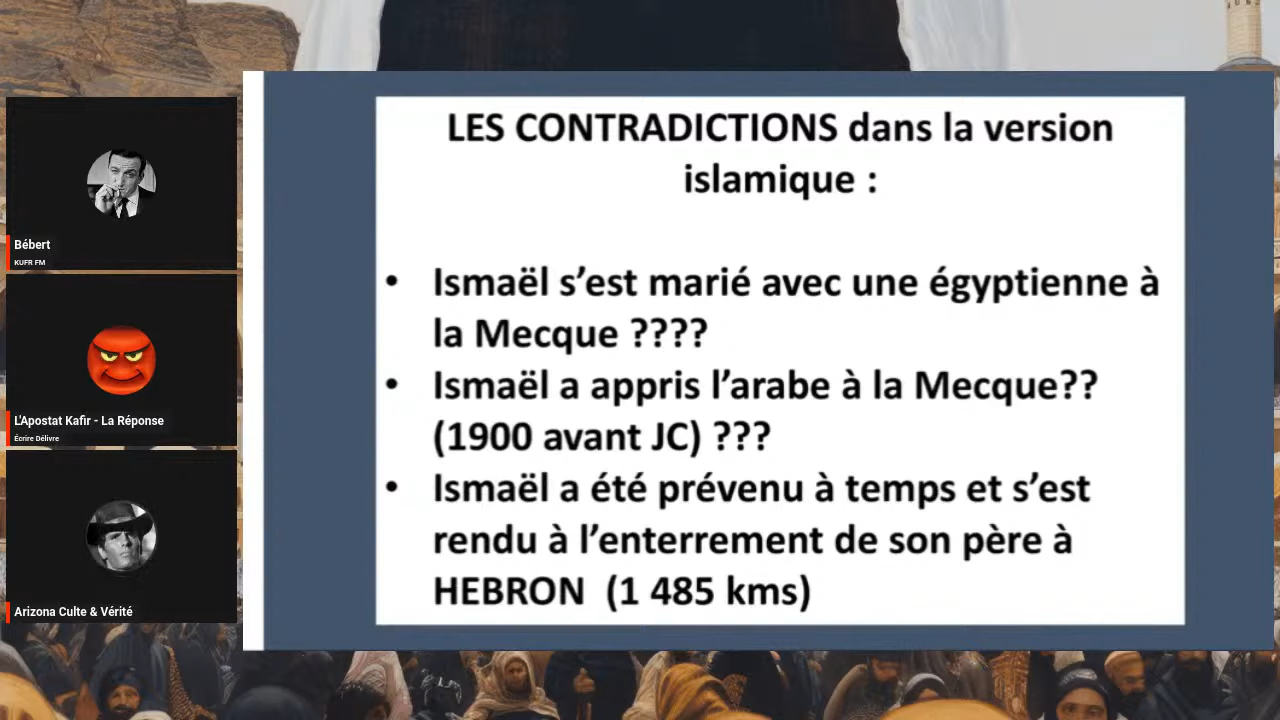 Bébert
KUFR FM
L'Apostat Kafir - La Réponse
Écrire Délivre
Arizona Culte & Vérité
LES CONTRADICTIONS dans la version
islamique :
• Ismaël s’est marié avec une égyptienne à
la Mecque ????
• Ismaël a appris l’arabe à la Mecque??
(1900 avant JC) ???
• Ismaël a été prévenu à temps et s’est
rendu à l’enterrement de son père à
HEBRON (1 485 kms)